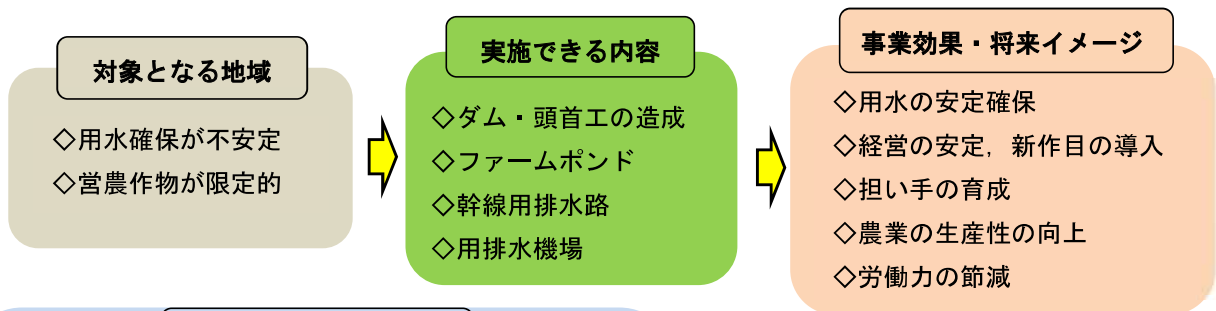 対象となる地域
◇用水確保が不安定
◇営農作物が限定的
実施できる内容
◇ダム・頭首工の造成
◇ファームポンド
◇幹線用排水路
◇用排水機場
事業効果・将来イメージ
◇用水の安定確保
◇経営の安定，新作目の導入
◇担い手の育成
◇農業の生産性の向上
◇労働力の節減